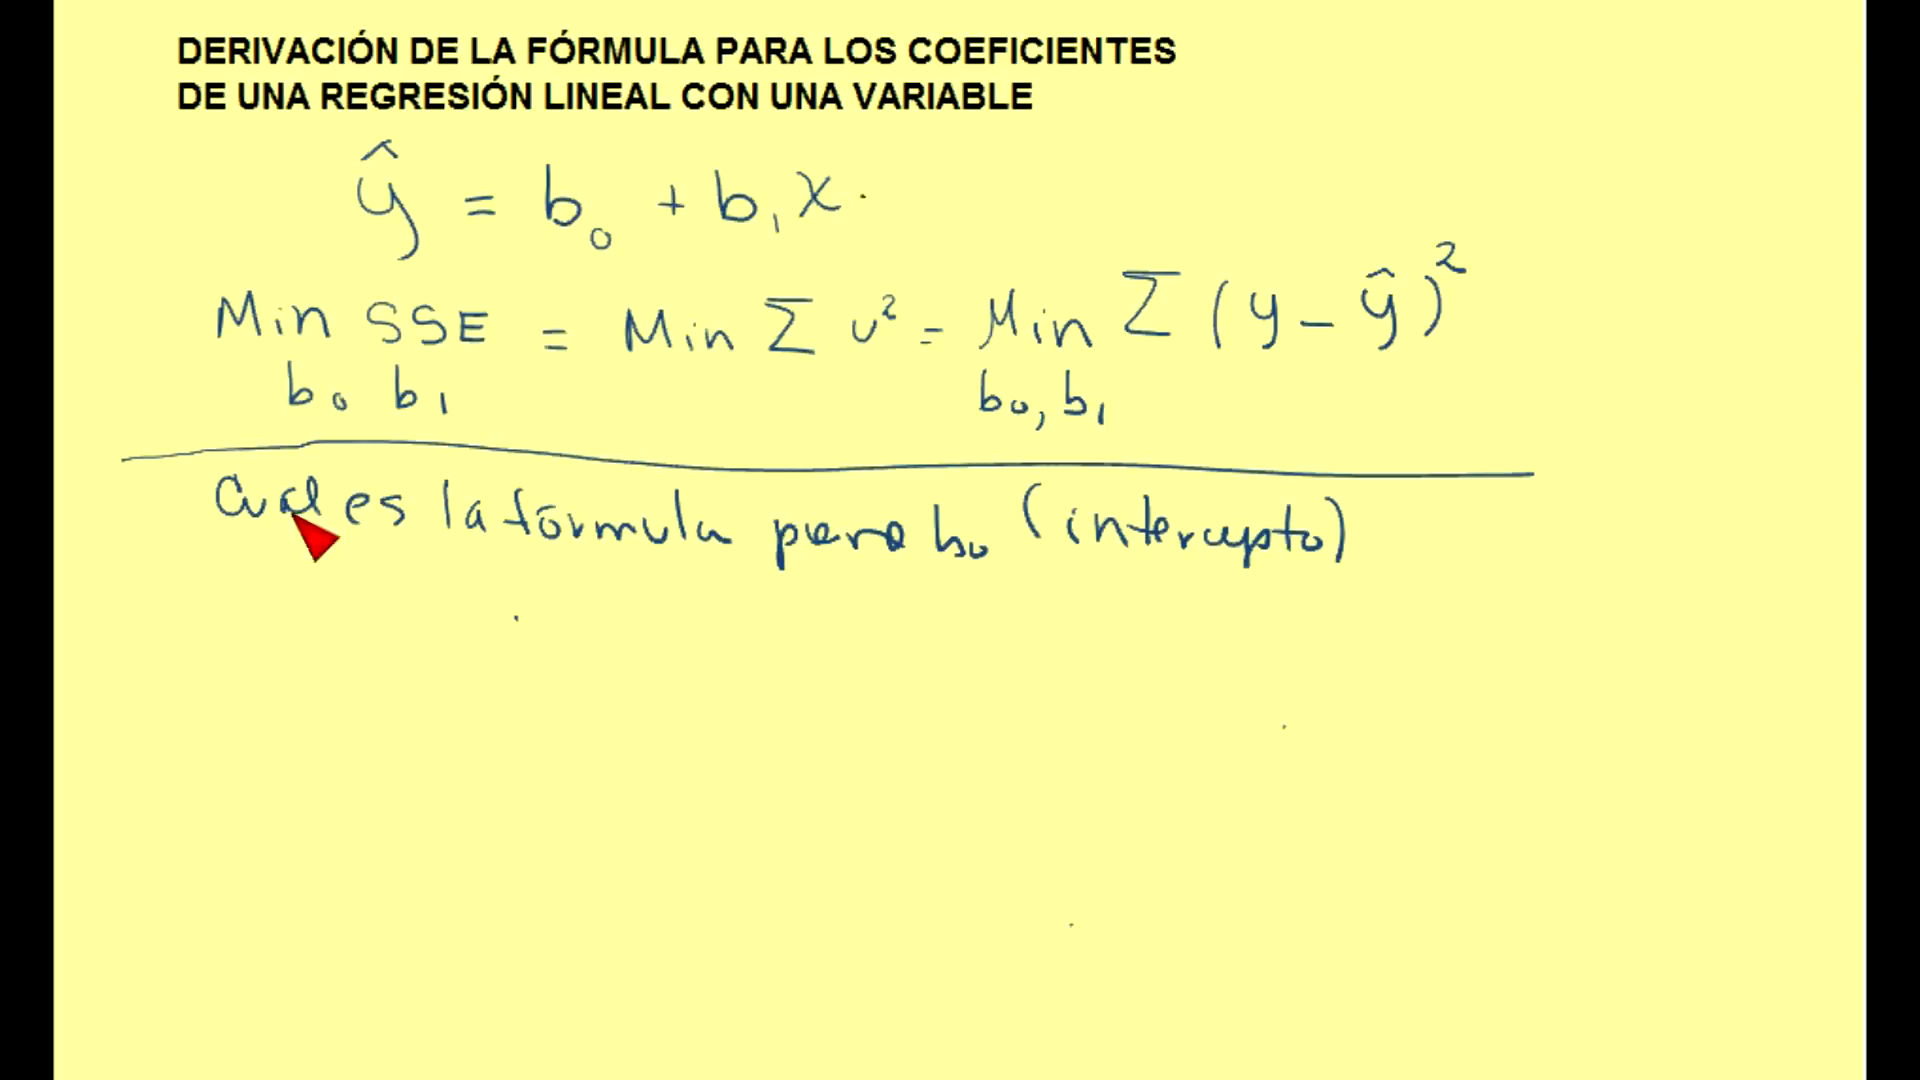 DERIVACIÓN DE LA FÓRMULA PARA LOS COEFICIENTES
DE UNA REGRESIÓN LINEAL CON UNA VARIABLE
ŷ = b₀ + b₁x
Min SSE = Min Σ u² = Min Σ (y - ŷ)²
b₀ b₁ b₀, b₁
Cual es la fórmula para b₀ (intercepto)